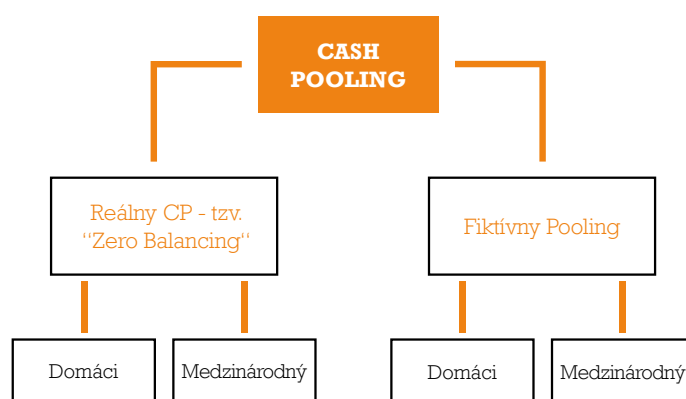 CASH
POOLING
Reálny CP - tzv.
“Zero Balancing“
Fiktívny Pooling
Domáci
Medzinárodný
Domáci
Medzinárodný